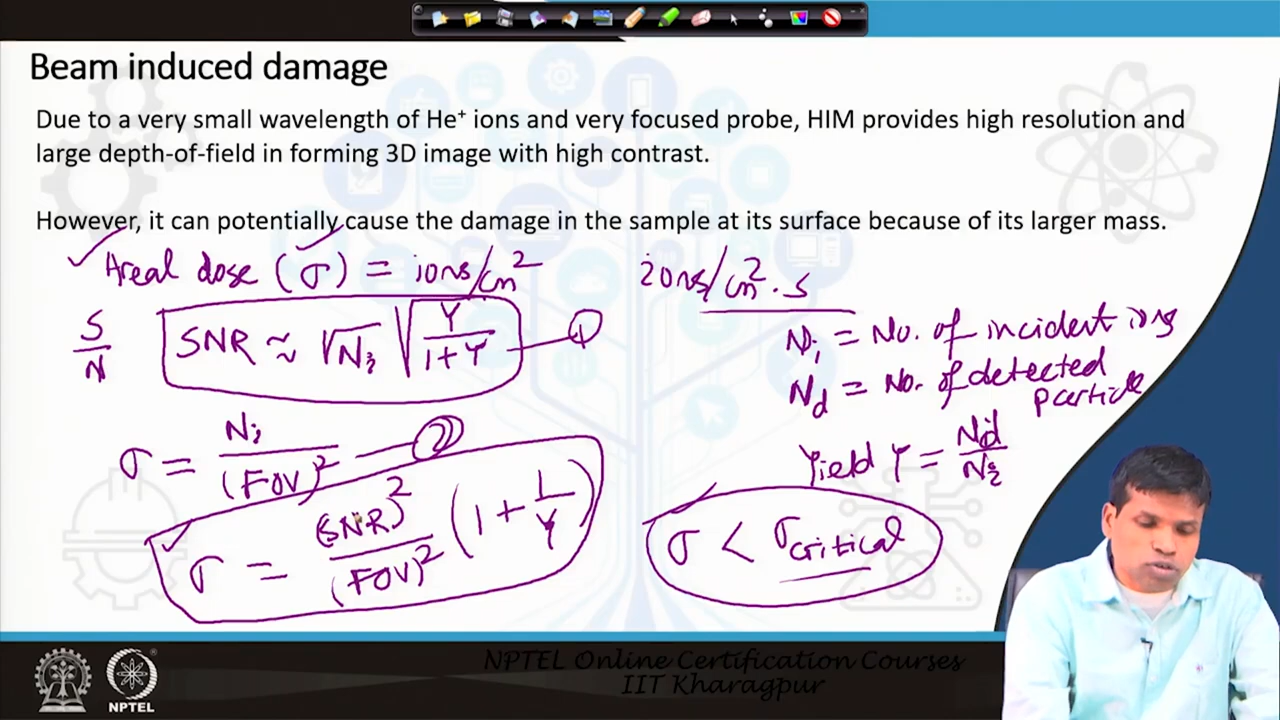 Beam induced damage
Due to a very small wavelength of He⁺ ions and very focused probe, HIM provides high resolution and
large depth-of-field in forming 3D image with high contrast.
However, it can potentially cause the damage in the sample at its surface because of its larger mass.
Areal dose (σ) = ions/cm²
ions/cm².s
S/N
SNR ≈ √Ni √(Y/(1+Y)) — 1
Ni = No. of incident ions
Nd = No. of detected
particle
σ = Ni/(FOV)² — 2
Yield Y = Nd/Ni
σ = (SNR)²/(FOV)² (1 + 1/Y)
σ < σcritical
NPTEL Online Certification Courses
IIT Kharagpur
NPTEL